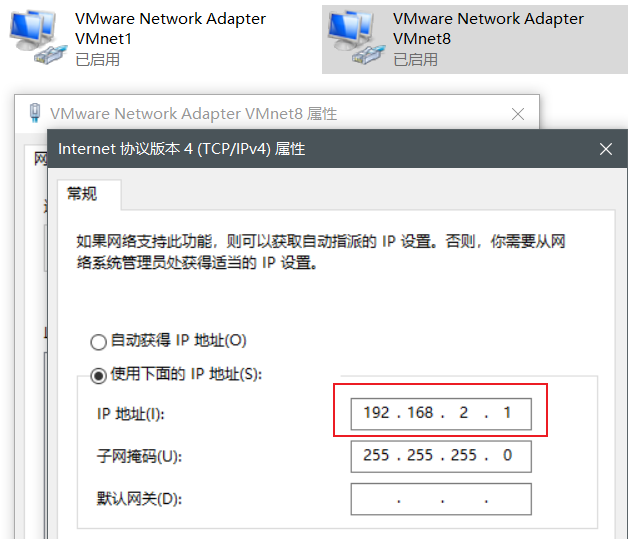 VMware Network Adapter
VMnet1
已启用
VMware Network Adapter
VMnet8
已启用
VMware Network Adapter VMnet8 属性
Internet 协议版本 4 (TCP/IPv4) 属性
常规
如果网络支持此功能，则可以获取自动指派的 IP 设置。否则，你需要从网
络系统管理员处获得适当的 IP 设置。
自动获得 IP 地址(O)
使用下面的 IP 地址(S):
IP 地址(I):
192 . 168 . 2 . 1
子网掩码(U):
255 . 255 . 255 . 0
默认网关(D):
. . .